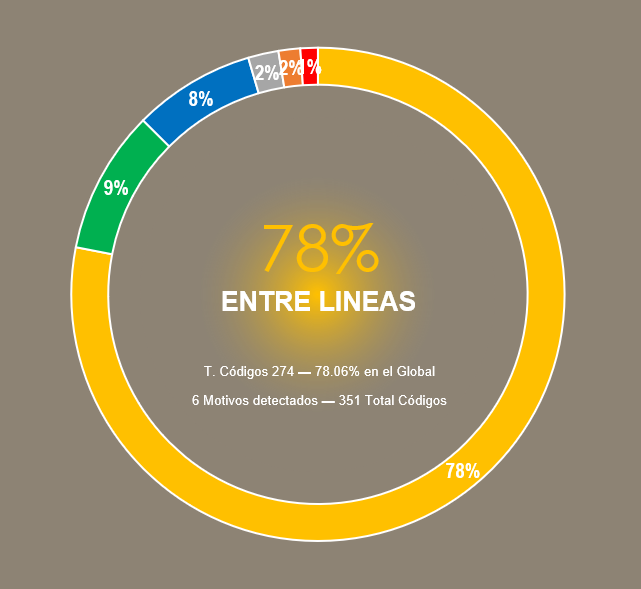 2%
2%
1%
8%
9%
78%
ENTRE LINEAS
T. Códigos 274 — 78.06% en el Global
6 Motivos detectados — 351 Total Códigos
78%